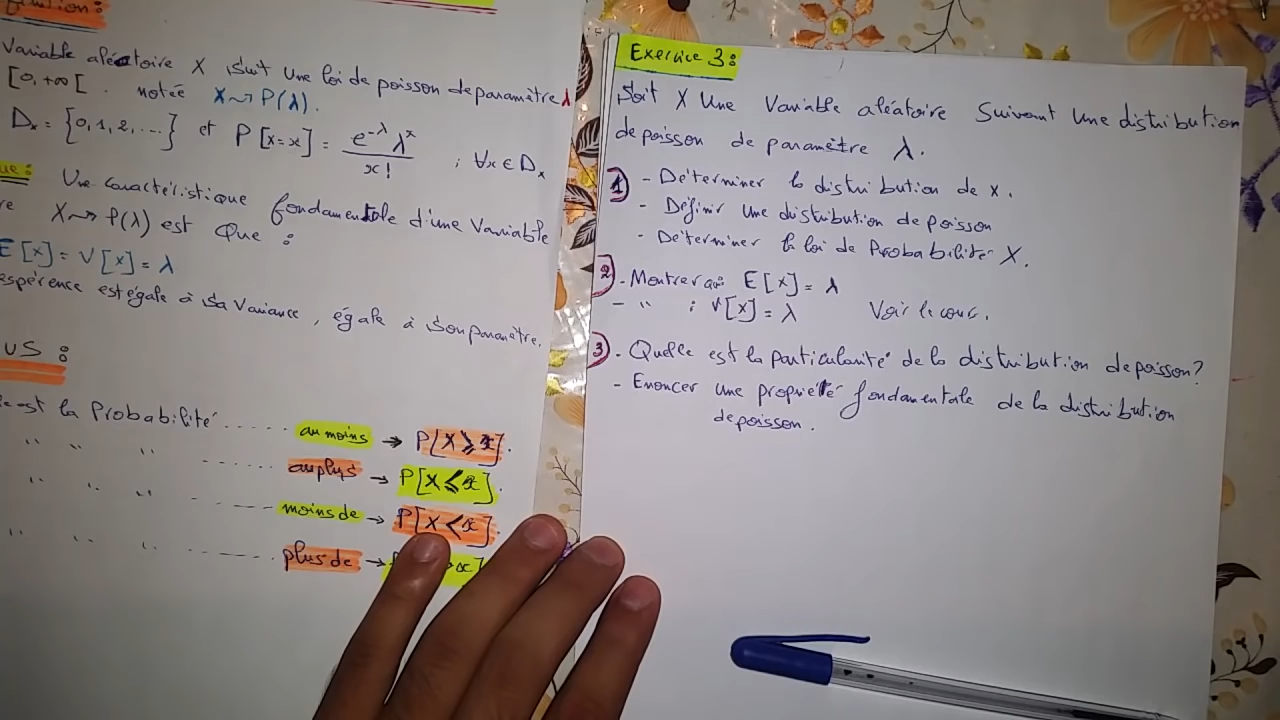 Variable aléatoire X suit Une loi de poisson de paramètre λ
[0,+∞[ . notée X⤳P(λ).
Dx = {0,1,2,...} et P[X=x] = e^-λ λ^x / x! ; ∀x ∈ Dx
Une caractéristique fondamentale d'une Variable
X⤳P(λ) est que :
E[X] = V[X] = λ
est égale à sa Variance, égale à son paramètre.
US :
est la Probabilité ..... au moins → P[X ⩾ x].
" " " ...... au plus → P[X ⩽ x].
" " " ------ moins de → P[X < x].
" " " ------ plus de → x]
Exercice 3:
Soit X Une Variable aléatoire Suivant Une distribution
de poisson de paramètre λ.
1) - Déterminer la distribution de x.
- Définir une distribution de poisson
- Déterminer la loi de Probabilité X.
2) - Montrer que E[X] = λ
- " : V[X] = λ Voir le cours.
3) - Quelle est la particularité de la distribution de poisson?
- Enoncer une propriété fondamentale de la distribution
de poisson.